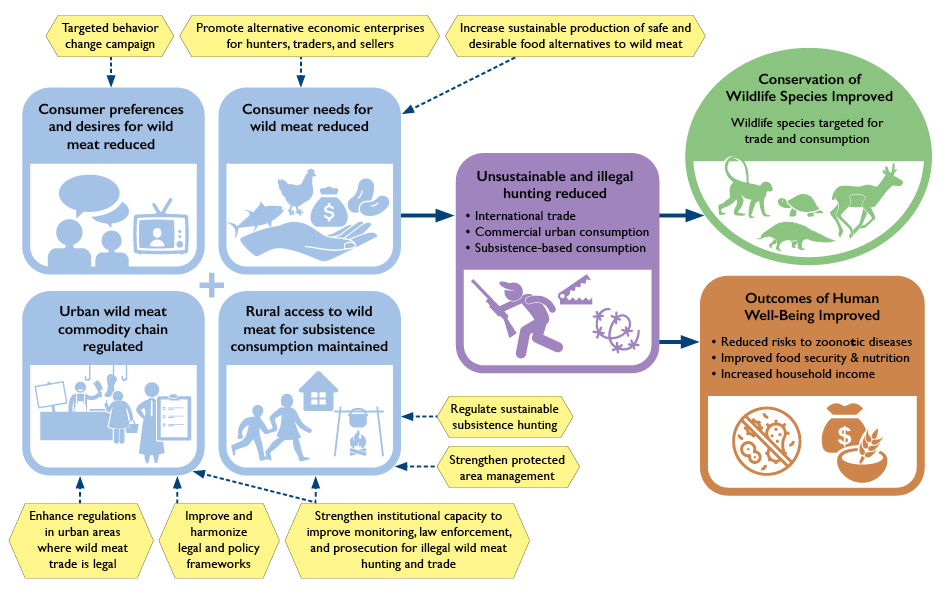 Targeted behavior
change campaign
Promote alternative economic enterprises
for hunters, traders, and sellers
Increase sustainable production of safe and
desirable food alternatives to wild meat
Consumer preferences
and desires for wild
meat reduced
Consumer needs for
wild meat reduced
$
+
Urban wild meat
commodity chain
regulated
Rural access to wild
meat for subsistence
consumption maintained
Unsustainable and illegal
hunting reduced
• International trade
• Commercial urban consumption
• Subsistence-based consumption
Conservation of
Wildlife Species Improved
Wildlife species targeted for
trade and consumption
Outcomes of Human
Well-Being Improved
• Reduced risks to zoonotic diseases
• Improved food security & nutrition
• Increased household income
$
Regulate sustainable
subsistence hunting
Strengthen protected
area management
Enhance regulations
in urban areas
where wild meat
trade is legal
Improve and
harmonize
legal and policy
frameworks
Strengthen institutional capacity to
improve monitoring, law enforcement,
and prosecution for illegal wild meat
hunting and trade